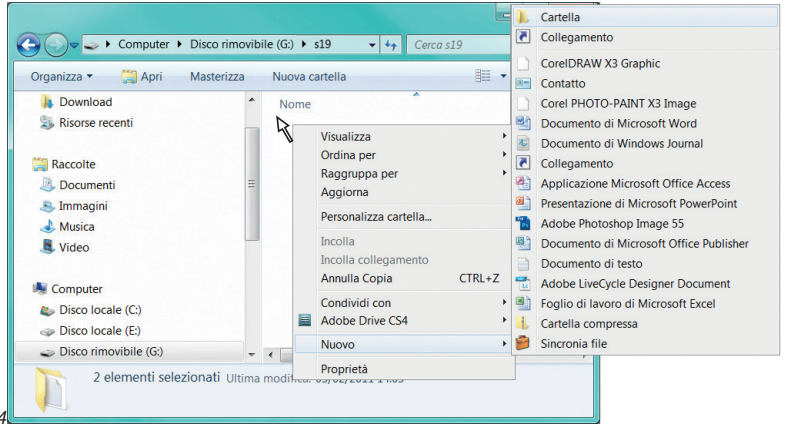 Computer ▸ Disco rimovibile (G:) ▸ s19
Cerca s19
Organizza
Apri
Masterizza
Nuova cartella
Download
Risorse recenti
Raccolte
Documenti
Immagini
Musica
Video
Computer
Disco locale (C:)
Disco locale (E:)
Disco rimovibile (G:)
Nome
Visualizza
Ordina per
Raggruppa per
Aggiorna
Personalizza cartella...
Incolla
Incolla collegamento
Annulla Copia CTRL+Z
Condividi con
Adobe Drive CS4
Nuovo
Proprietà
Cartella
Collegamento
CorelDRAW X3 Graphic
Contatto
Corel PHOTO-PAINT X3 Image
Documento di Microsoft Word
Documento di Windows Journal
Collegamento
Applicazione Microsoft Office Access
Presentazione di Microsoft PowerPoint
Adobe Photoshop Image 55
Documento di Microsoft Office Publisher
Documento di testo
Adobe LiveCycle Designer Document
Foglio di lavoro di Microsoft Excel
Cartella compressa
Sincronia file
2 elementi selezionati Ultima
4